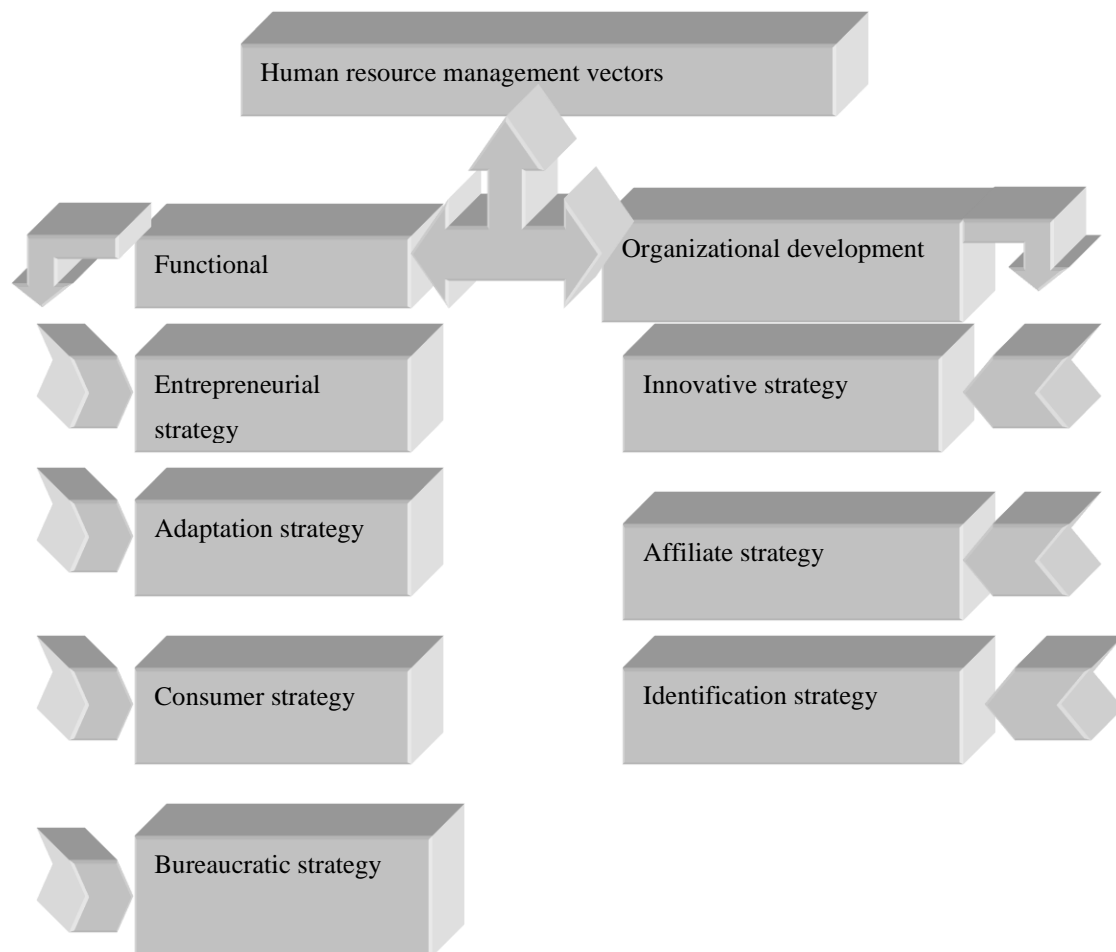 Human resource management vectors
Functional
Organizational development
Entrepreneurial
strategy
Innovative strategy
Adaptation strategy
Affiliate strategy
Consumer strategy
Identification strategy
Bureaucratic strategy